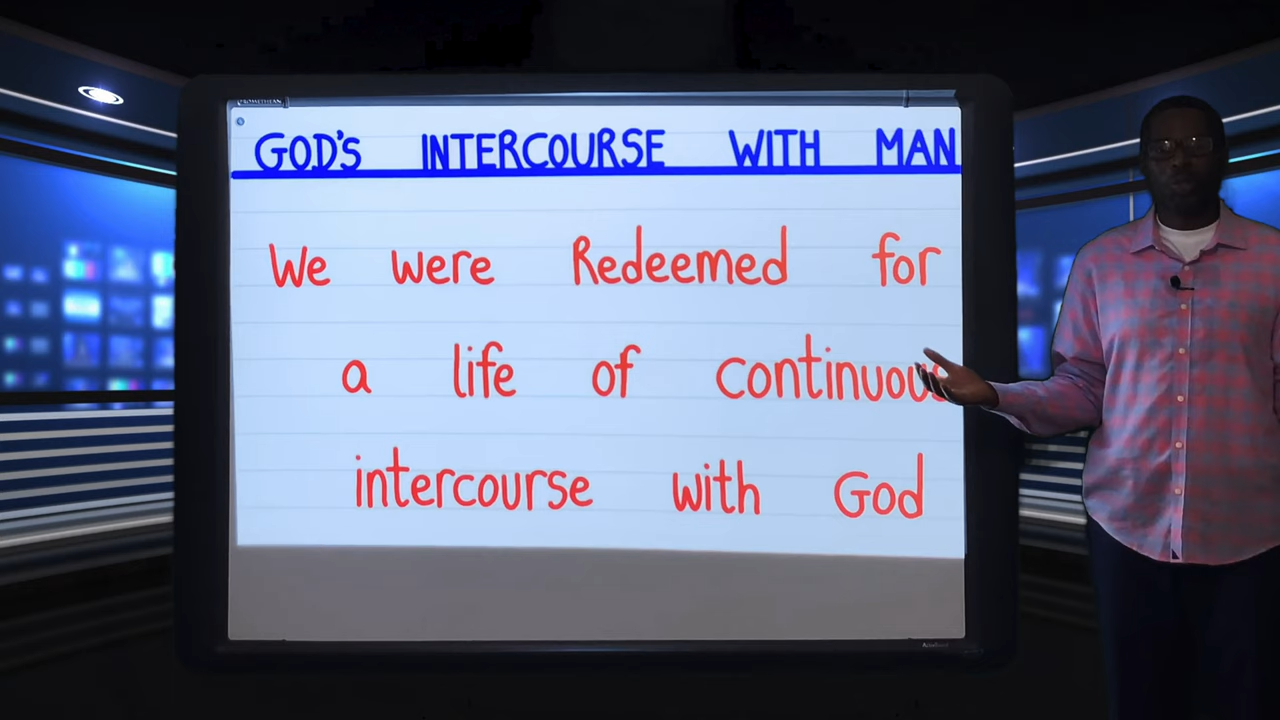 GOD'S INTERCOURSE WITH MAN
We were Redeemed for
a life of continuous
intercourse with God